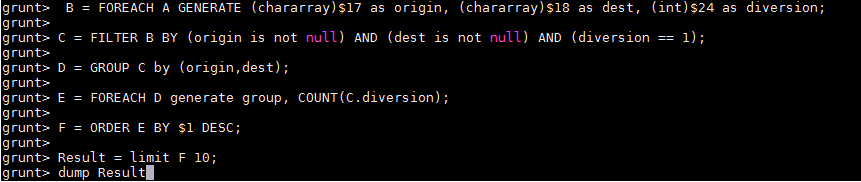 grunt>  B = FOREACH A GENERATE (chararray)$17 as origin, (chararray)$18 as dest, (int)$24 as diversion;
grunt>
grunt> C = FILTER B BY (origin is not null) AND (dest is not null) AND (diversion == 1);
grunt>
grunt> D = GROUP C by (origin,dest);
grunt>
grunt> E = FOREACH D generate group, COUNT(C.diversion);
grunt>
grunt> F = ORDER E BY $1 DESC;
grunt>
grunt> Result = limit F 10;
grunt> dump Result